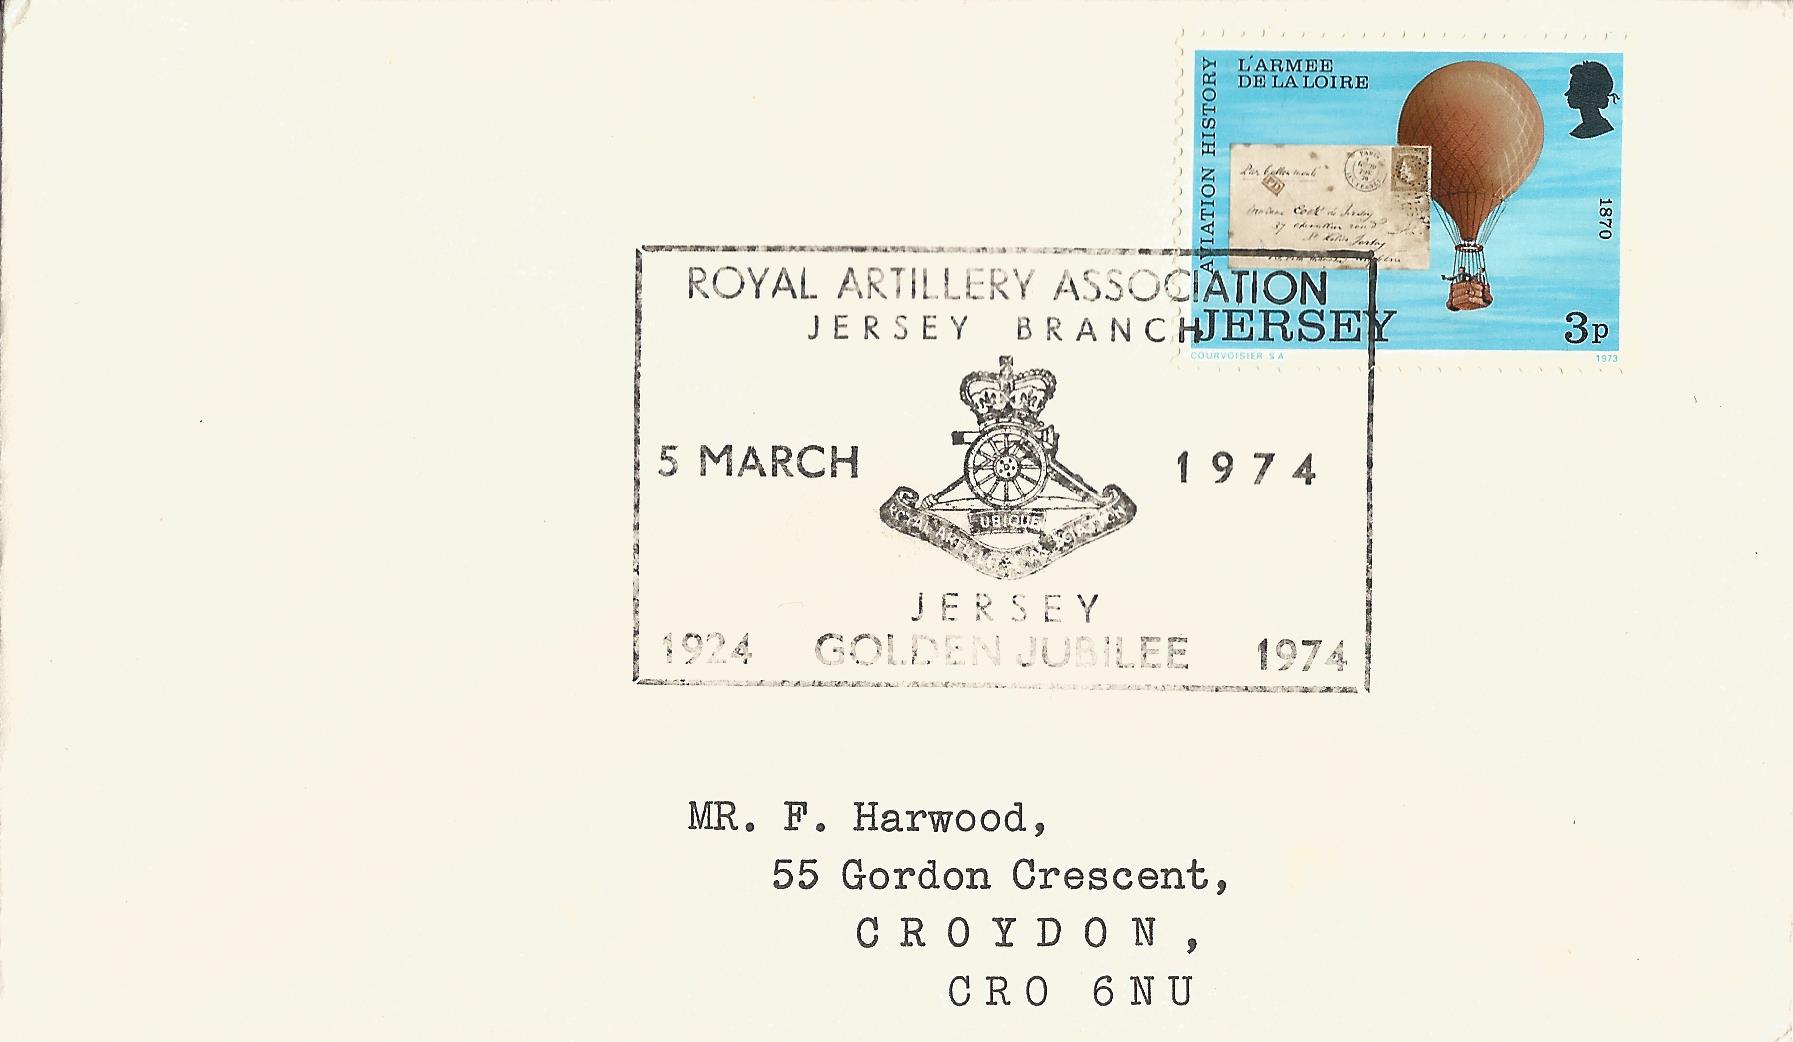 L'ARMEE
DE LA LOIRE
AVIATION HISTORY
1870
JERSEY
3p
COURVOISIER S A
1973
ROYAL ARTILLERY ASSOCIATION
JERSEY BRANCH
5 MARCH 1974
UBIQUE
JERSEY
1924 GOLDEN JUBILEE 1974
MR. F. Harwood,
55 Gordon Crescent,
CROYDON,
CRO 6NU